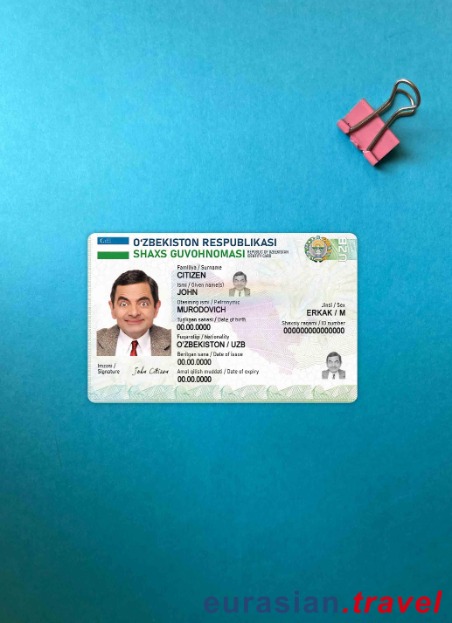 O‘ZBEKISTON RESPUBLIKASI
SHAXS GUVOHNOMASI REPUBLIC OF UZBEKISTAN
IDENTITY CARD
UZB
Familiya / Surname
CITIZEN
Ismi / Given name(s)
JOHN
Otasining ismi / Patronymic
MURODOVICH
Jinsi / Sex
ERKAK / M
Tug‘ilgan sanasi / Date of birth
00.00.0000
Shaxsiy raqami / ID number
00000000000000
Fuqaroligi / Nationality
O‘ZBEKISTON / UZB
Berilgan sana / Date of issue
00.00.0000
Imzosi /
Signature
John Citizen
Amal qilish muddati / Date of expiry
00.00.0000
eurasian.travel